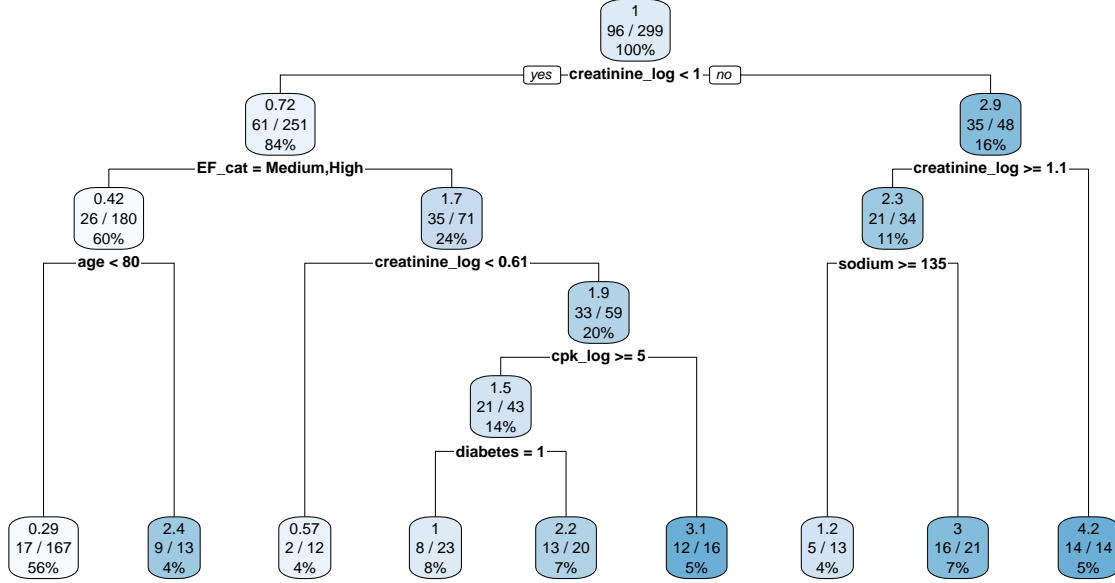 1
96 / 299
100%
yes creatinine_log < 1 no
0.72
61 / 251
84%
2.9
35 / 48
16%
EF_cat = Medium,High
creatinine_log >= 1.1
0.42
26 / 180
60%
1.7
35 / 71
24%
2.3
21 / 34
11%
age < 80
creatinine_log < 0.61
sodium >= 135
1.9
33 / 59
20%
cpk_log >= 5
1.5
21 / 43
14%
diabetes = 1
0.29
17 / 167
56%
2.4
9 / 13
4%
0.57
2 / 12
4%
1
8 / 23
8%
2.2
13 / 20
7%
3.1
12 / 16
5%
1.2
5 / 13
4%
3
16 / 21
7%
4.2
14 / 14
5%